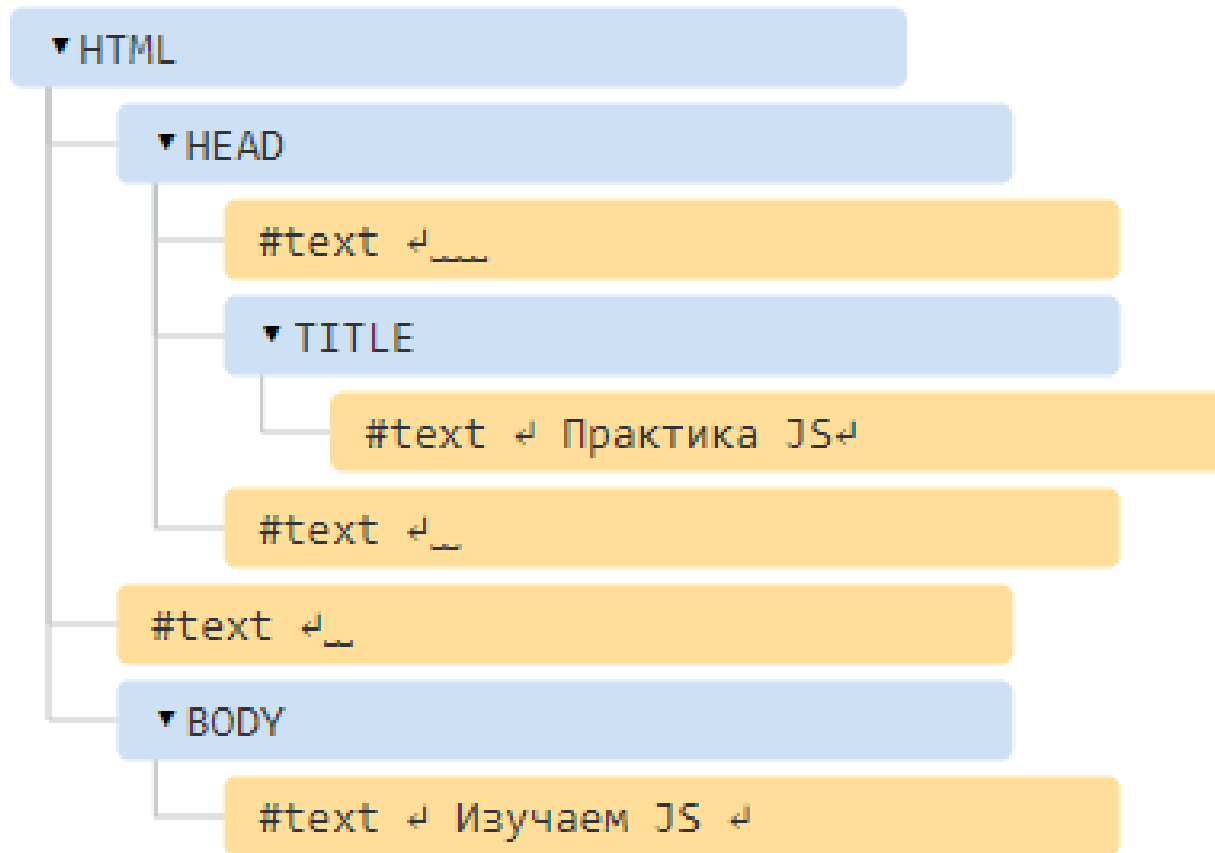 ▼ HTML
▼ HEAD
#text ↵␣␣␣␣
▼ TITLE
#text ↵ Практика JS↵
#text ↵␣␣
#text ↵␣␣
▼ BODY
#text ↵ Изучаем JS ↵